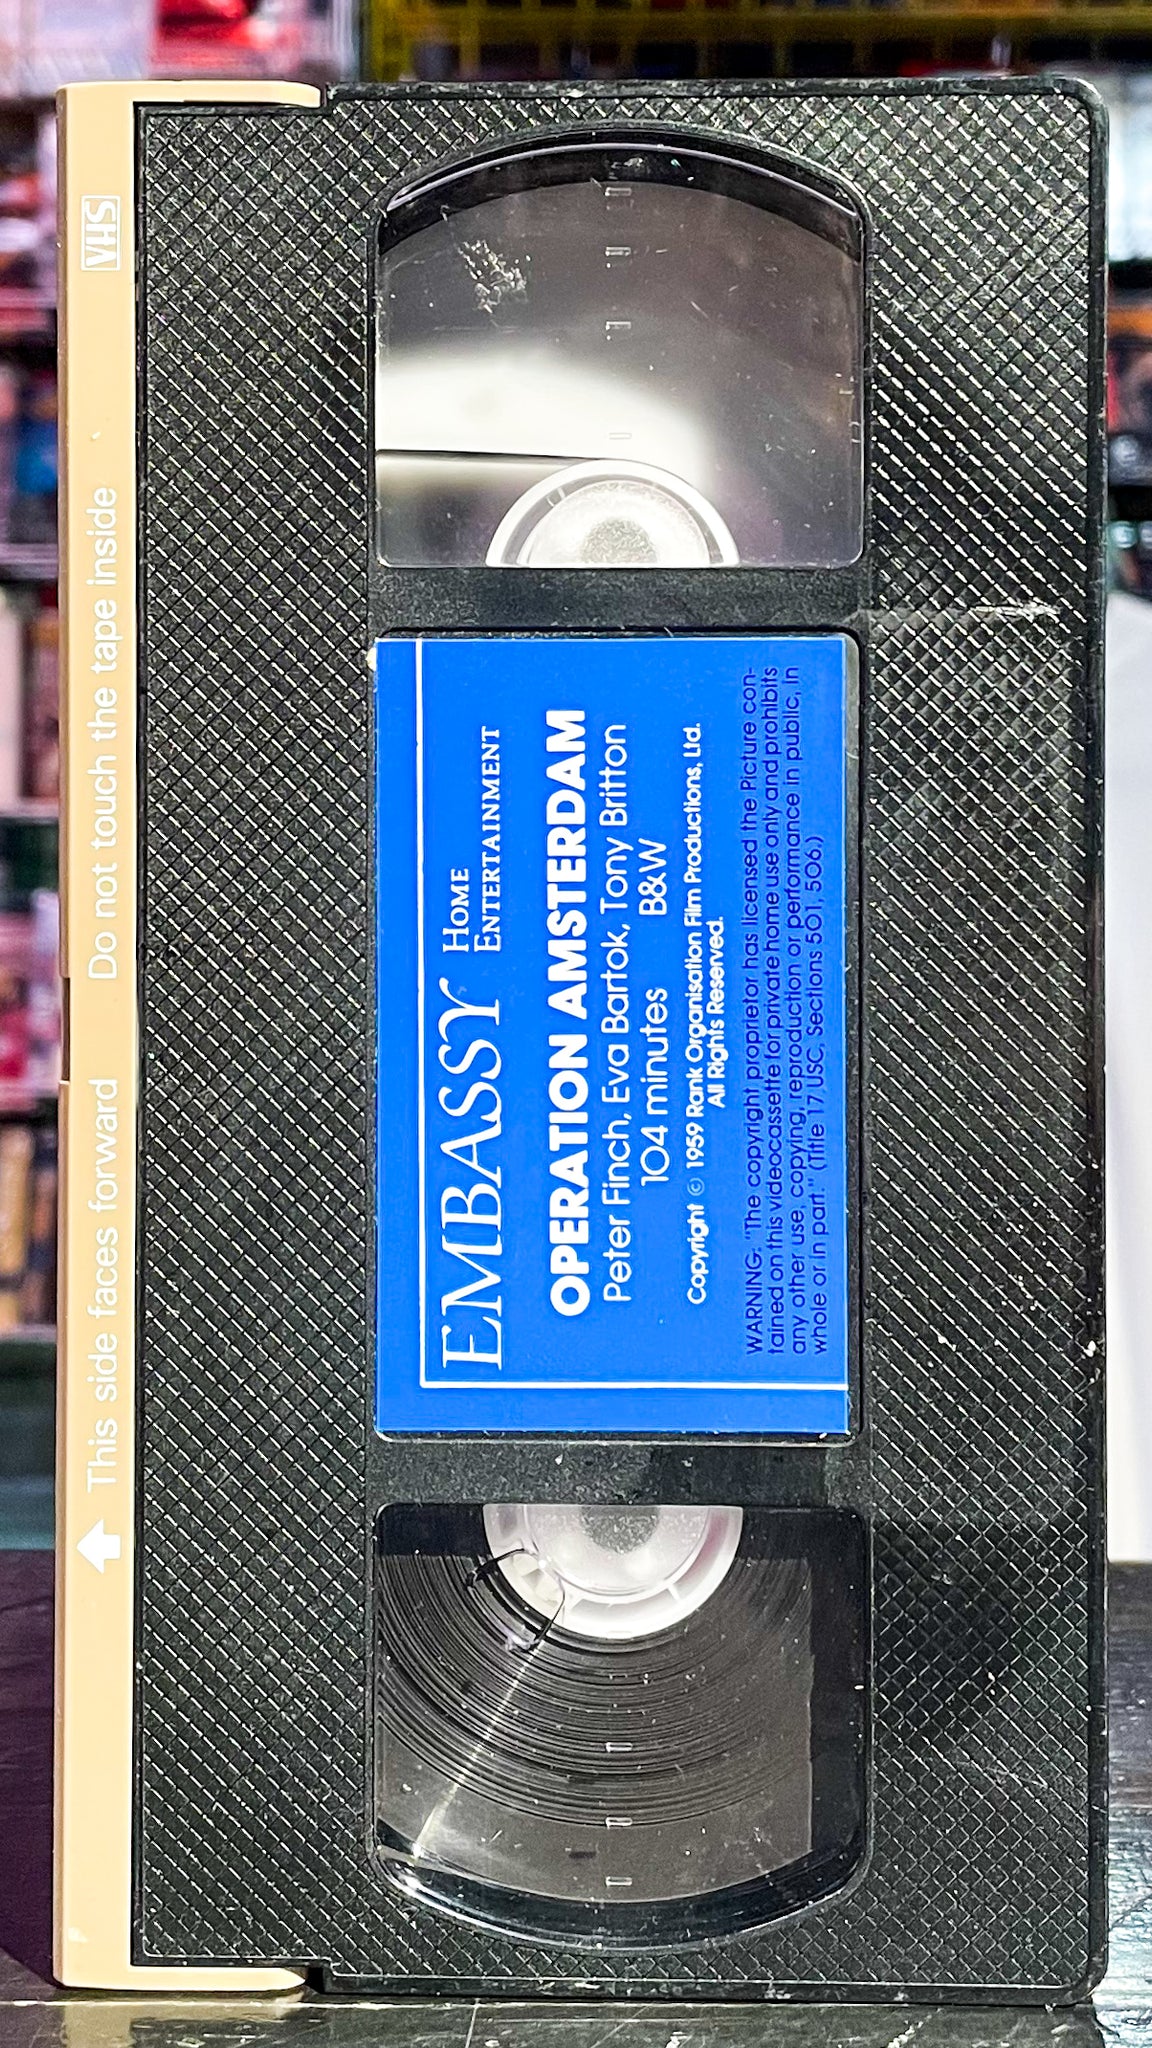 VHS
Do not touch the tape inside
This side faces forward
EMBASSY HOME ENTERTAINMENT
OPERATION AMSTERDAM
Peter Finch, Eva Bartok, Tony Britton
104 minutes B&W
Copyright © 1959 Rank Organisation Film Productions, Ltd.
All Rights Reserved.
WARNING: "The copyright proprietor has licensed the Picture con-
tained on this videocassette for private home use only and prohibits
any other use, copying, reproduction or performance in public, in
whole or in part." (Title 17 USC, Sections 501, 506.)